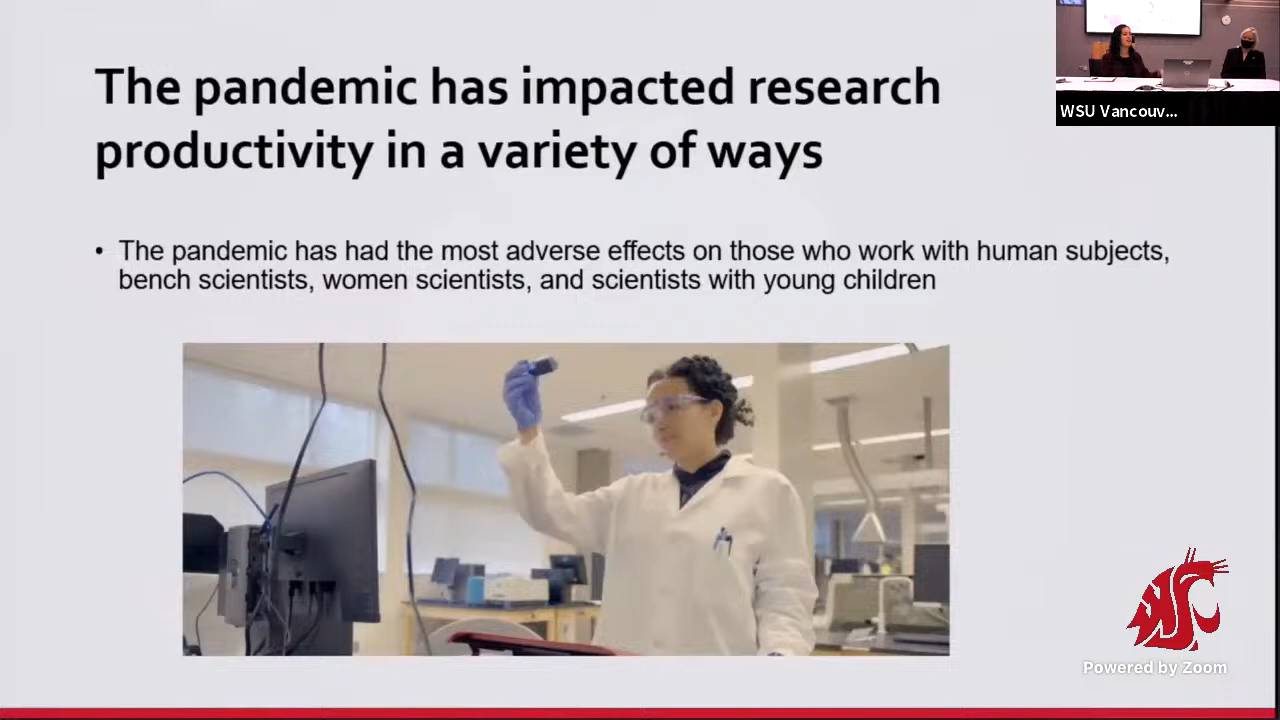 The pandemic has impacted research
productivity in a variety of ways
WSU Vancouv...
• The pandemic has had the most adverse effects on those who work with human subjects,
bench scientists, women scientists, and scientists with young children
Powered by Zoom